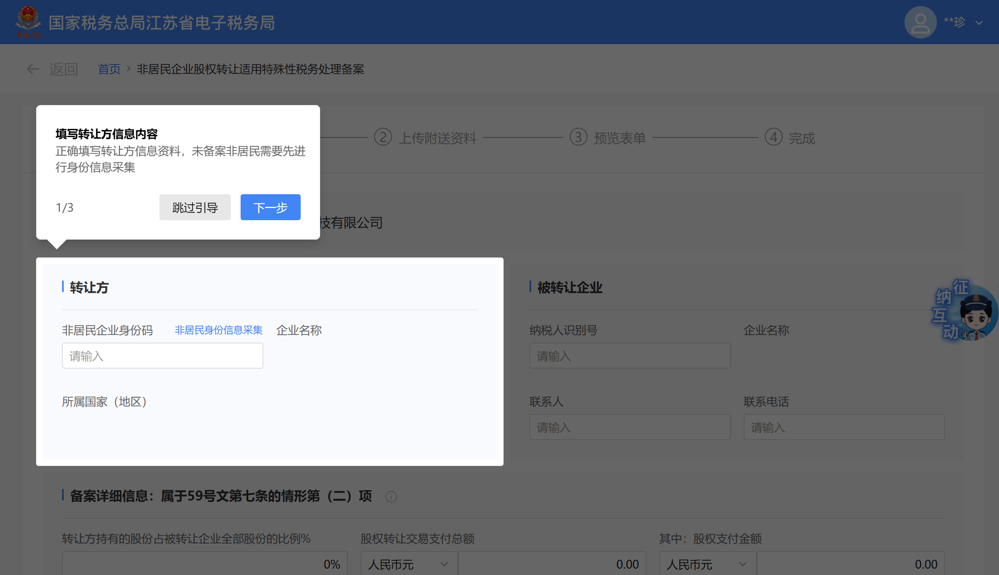 国家税务总局江苏省电子税务局
**珍
返回
首页 > 非居民企业股权转让适用特殊性税务处理备案
填写转让方信息内容
正确填写转让方信息资料，未备案非居民需要先进
行身份信息采集
1/3
跳过引导
下一步
2 上传附送资料
3 预览表单
4 完成
技有限公司
转让方
非居民企业身份码
非居民身份信息采集
企业名称
请输入
所属国家（地区）
被转让企业
纳税人识别号
企业名称
请输入
联系人
联系电话
请输入
请输入
征
纳
互
动
备案详细信息：属于59号文第七条的情形第（二）项
转让方持有的股份占被转让企业全部股份的比例%
股权转让交易支付总额
其中：股权支付金额
0%
人民币元
0.00
人民币元
0.00